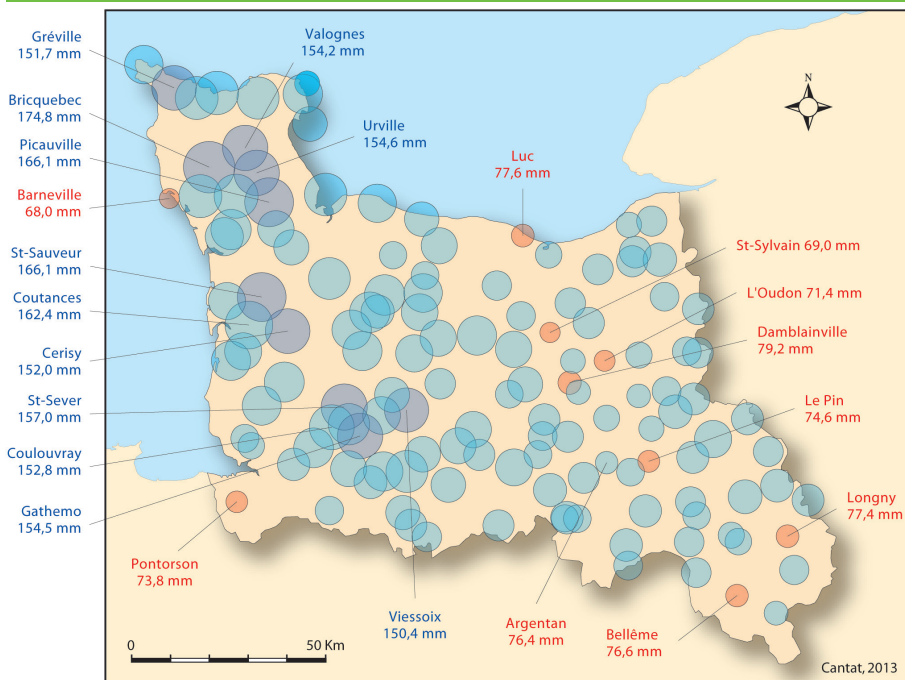 Gréville
151,7 mm
Valognes
154,2 mm
N
Bricquebec
174,8 mm
Urville
154,6 mm
Picauville
166,1 mm
Luc
77,6 mm
Barneville
68,0 mm
St-Sylvain 69,0 mm
St-Sauveur
166,1 mm
L'Oudon 71,4 mm
Coutances
162,4 mm
Damblainville
79,2 mm
Cerisy
152,0 mm
St-Sever
157,0 mm
Le Pin
74,6 mm
Coulouvray
152,8 mm
Gathemo
154,5 mm
Longny
77,4 mm
Pontorson
73,8 mm
Viessoix
150,4 mm
Argentan
76,4 mm
Bellême
76,6 mm
0 50 Km
Cantat, 2013